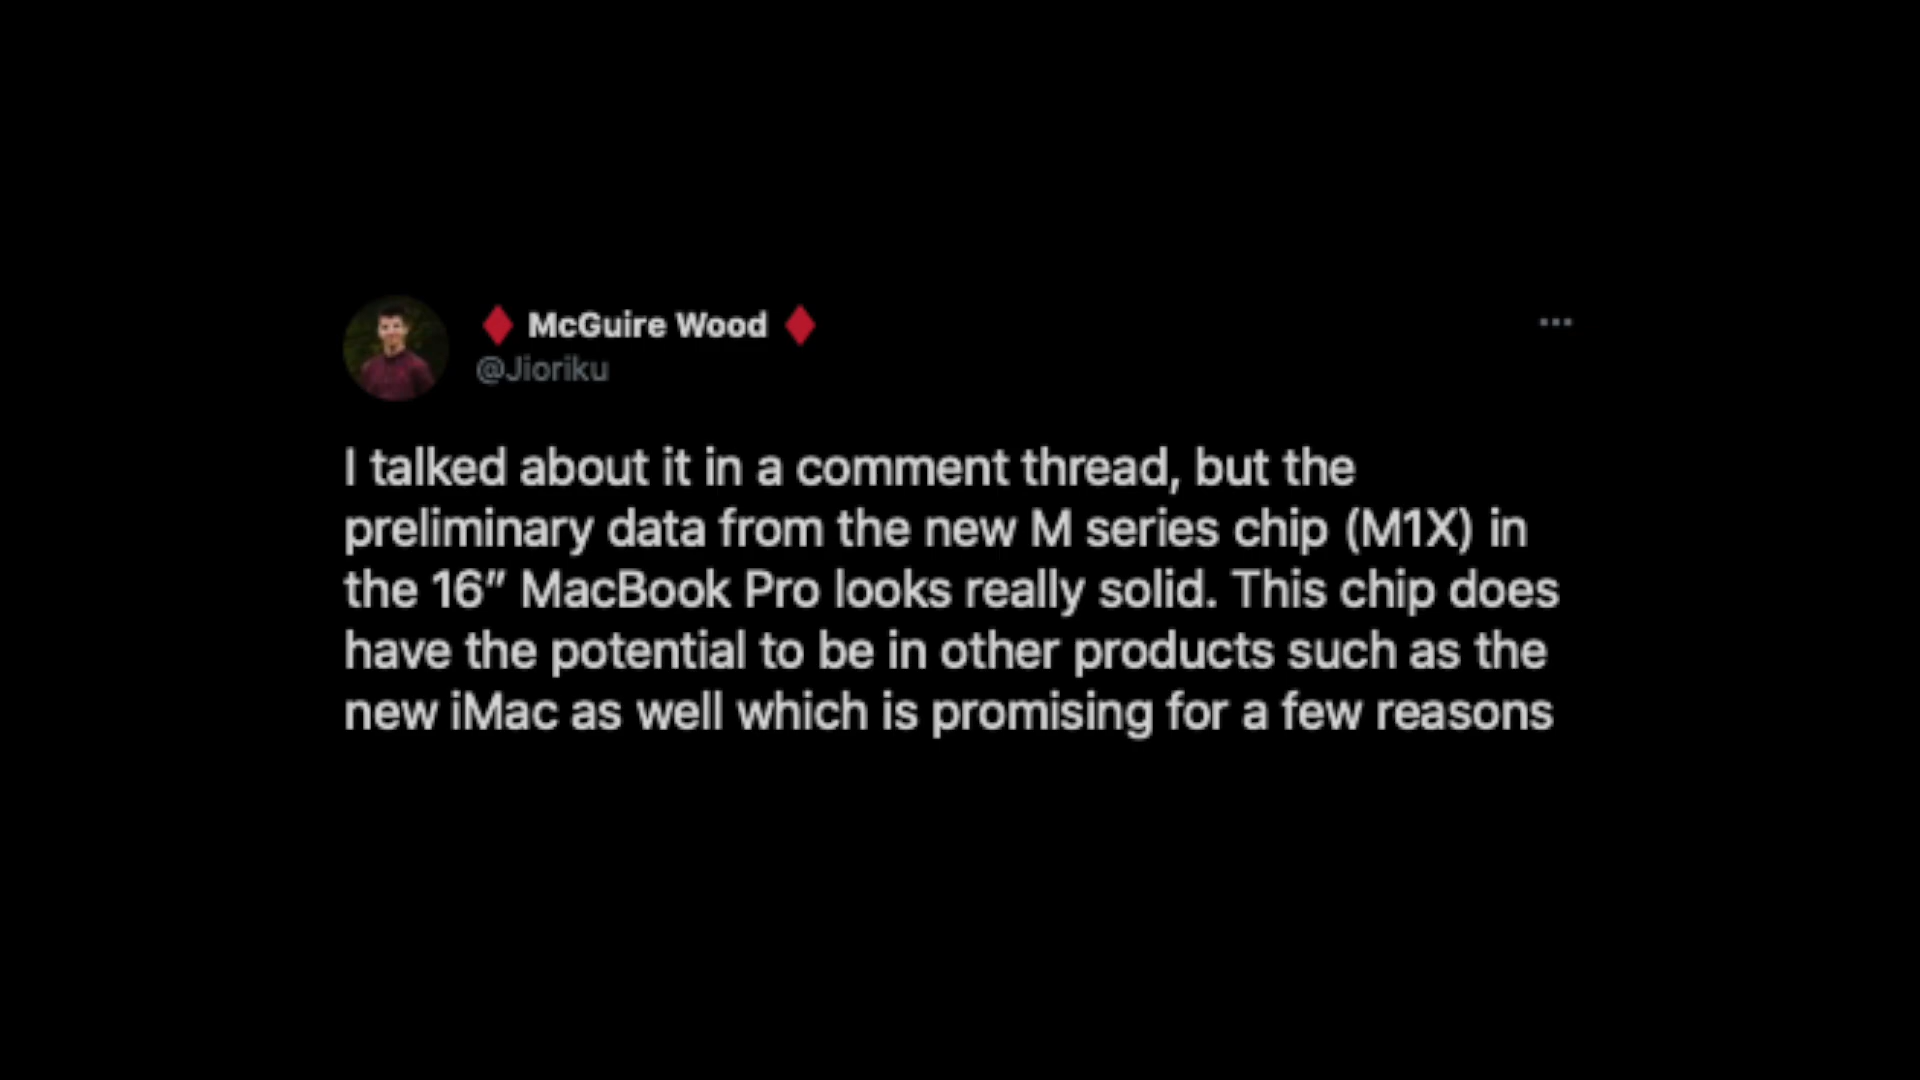 ♦ McGuire Wood ♦
@Jioriku
I talked about it in a comment thread, but the
preliminary data from the new M series chip (M1X) in
the 16” MacBook Pro looks really solid. This chip does
have the potential to be in other products such as the
new iMac as well which is promising for a few reasons